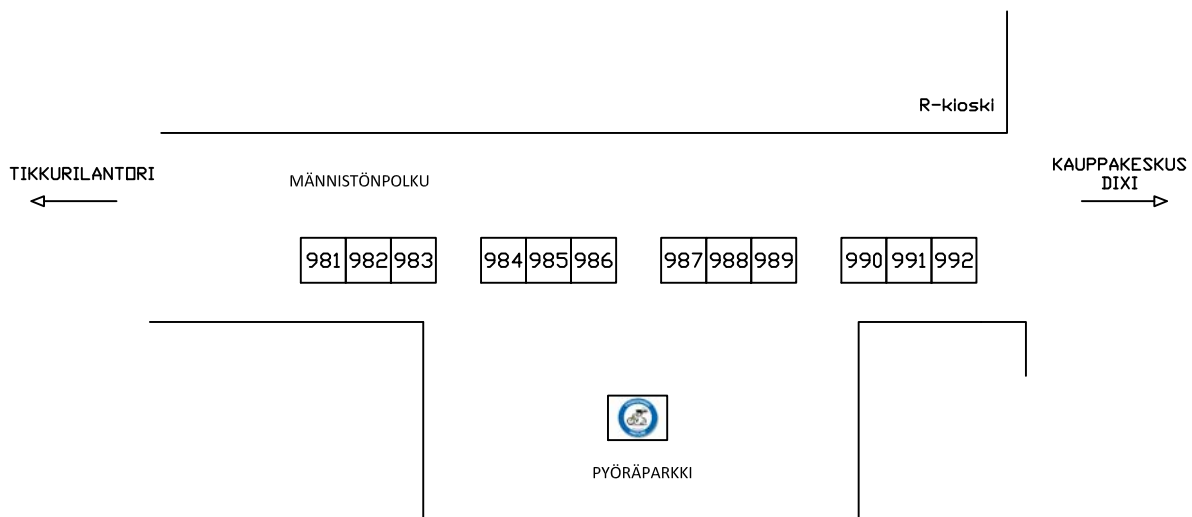 R-kioski
TIKKURILANTORI
MÄNNISTÖNPOLKU
KAUPPAKESKUS
DIXI
981 982 983 984 985 986 987 988 989 990 991 992
PYÖRÄPARKKI